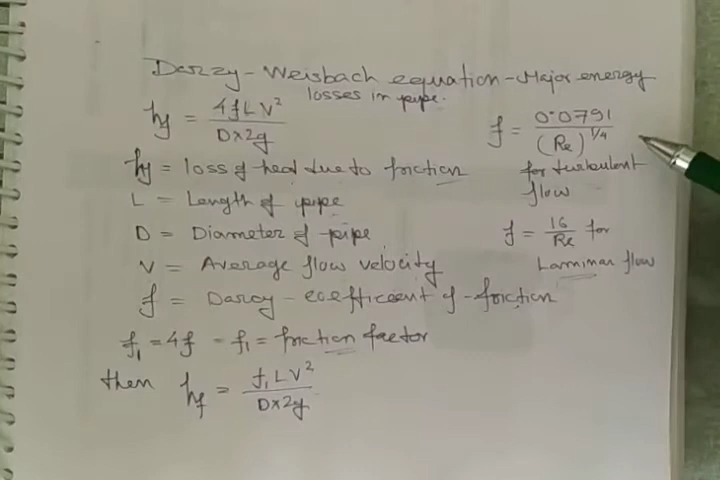 Darzy-Weisbach equation-Major energy
losses in pipe.
hf = 4fLV² / D×2g
f = 0.0791 / (Re)^1/4
for turbulent
flow
hf = loss of head due to friction
L = Length of pipe
D = Diameter of pipe
f = 16/Re for
Laminar flow
V = Average flow velocity
f = Darcy-coefficient of friction
f₁ = 4f = f₁ = friction factor
then hf = f₁LV² / D×2g